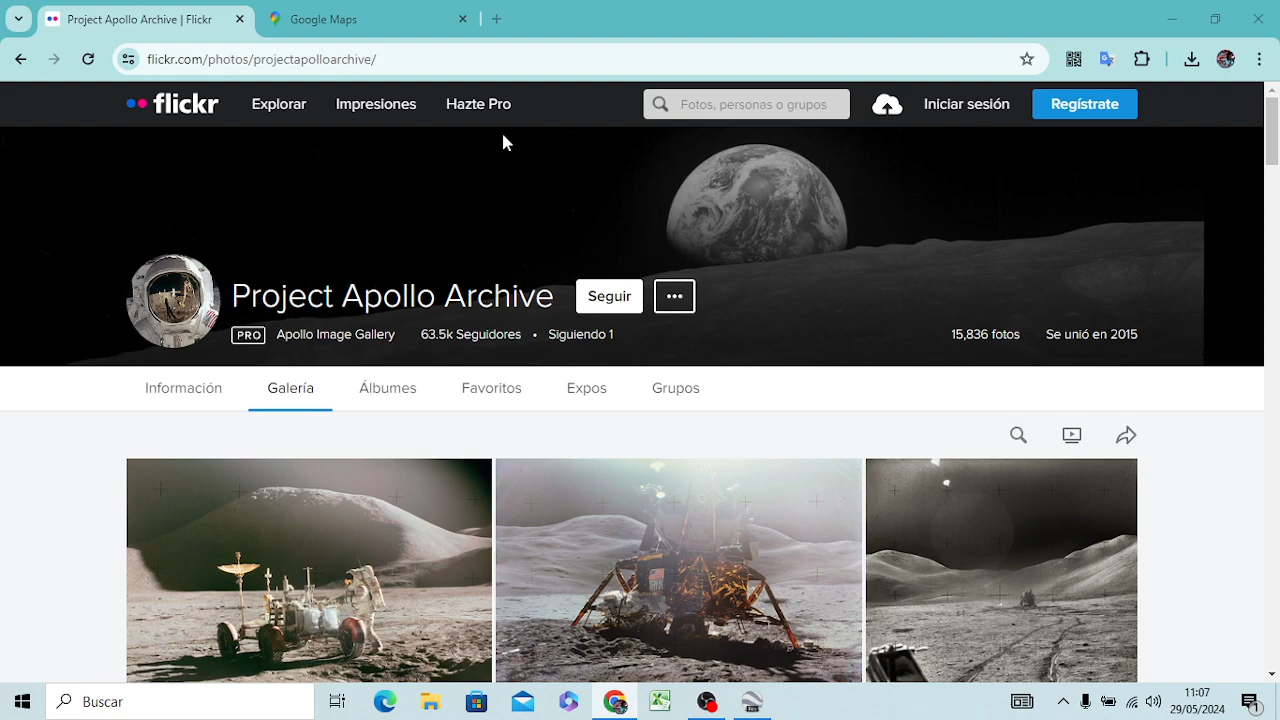 Project Apollo Archive | Flickr
Google Maps
flickr.com/photos/projectapolloarchive/
flickr
Explorar
Impresiones
Hazte Pro
Fotos, personas o grupos
Iniciar sesión
Regístrate
Project Apollo Archive
Seguir
PRO
Apollo Image Gallery
63.5k Seguidores
•
Siguiendo 1
15,836 fotos
Se unió en 2015
Información
Galería
Álbumes
Favoritos
Expos
Grupos
Buscar
11:07
29/05/2024
1